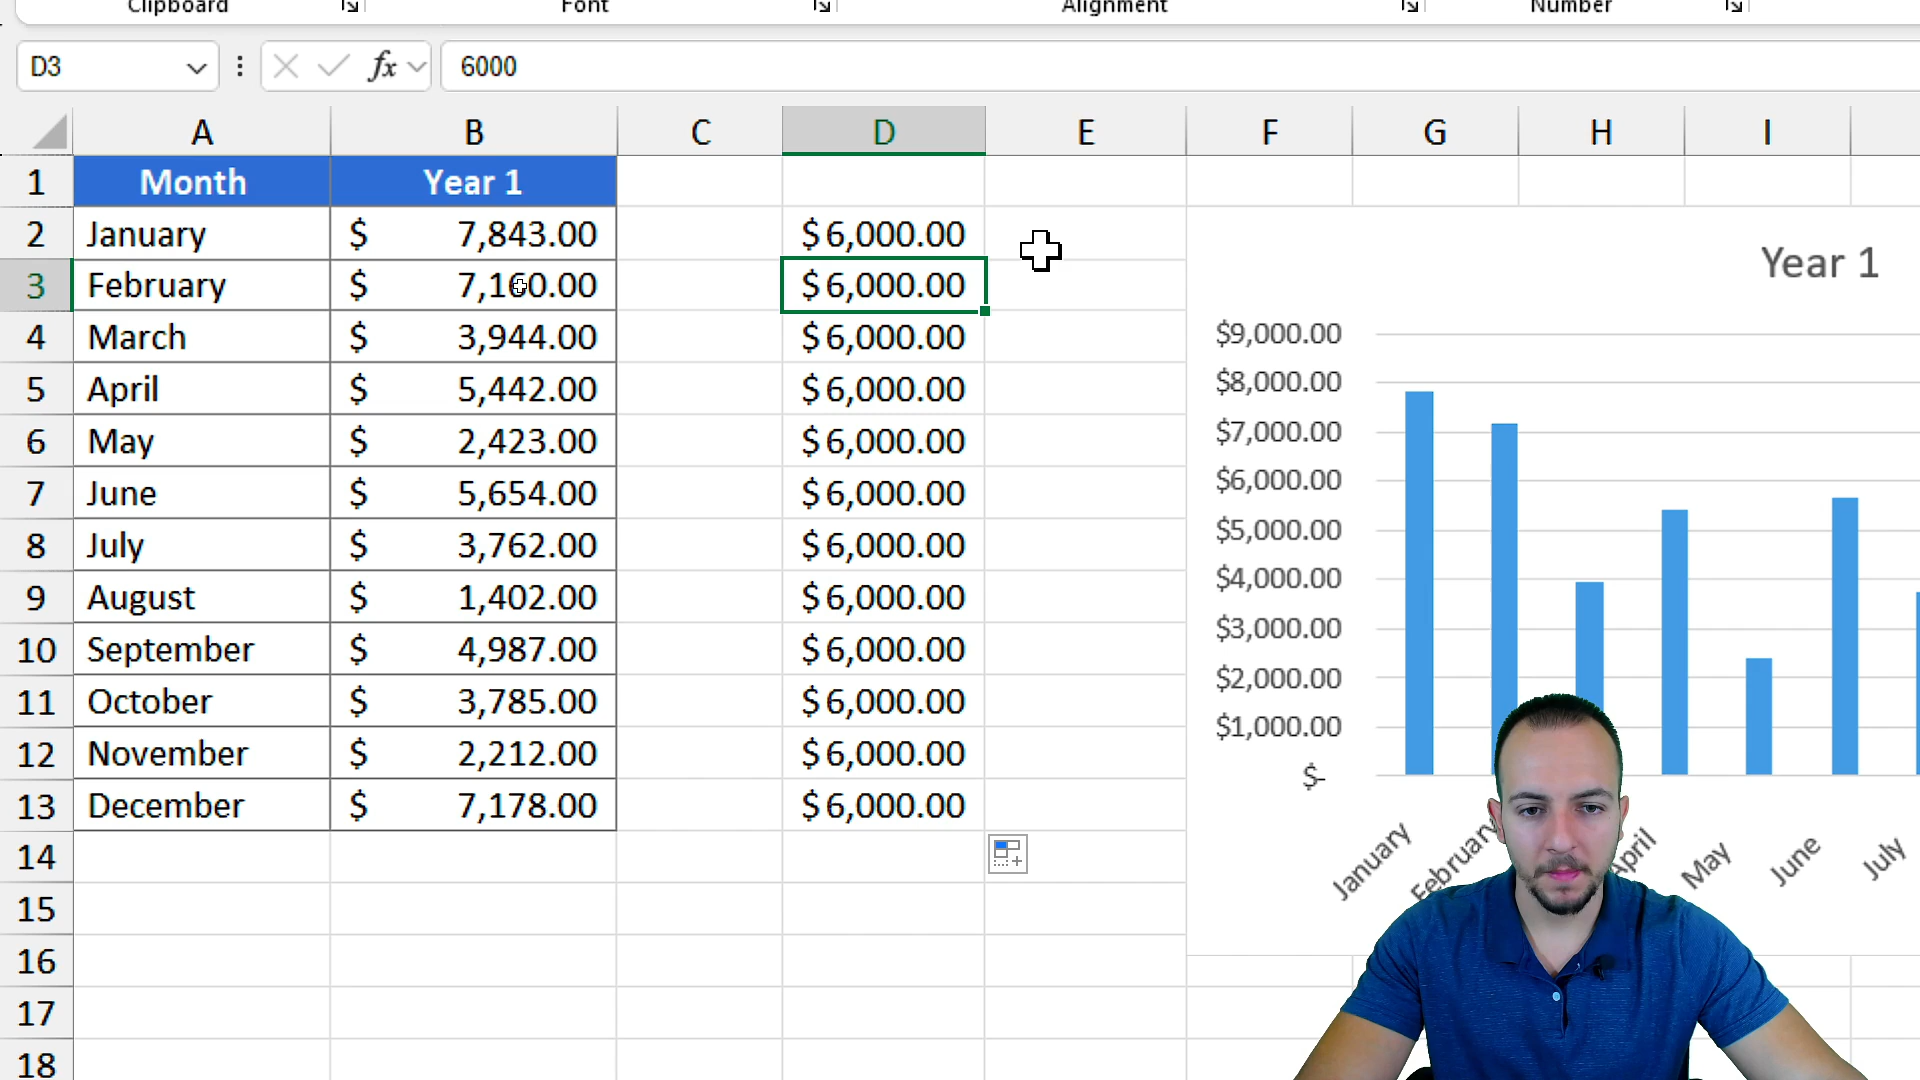 Clipboard Font Alignment Number
D3 fx 6000
A B C D E F G H I
1 Month Year 1
2 January $ 7,843.00 $ 6,000.00
3 February $ 7,160.00 $ 6,000.00
4 March $ 3,944.00 $ 6,000.00
5 April $ 5,442.00 $ 6,000.00
6 May $ 2,423.00 $ 6,000.00
7 June $ 5,654.00 $ 6,000.00
8 July $ 3,762.00 $ 6,000.00
9 August $ 1,402.00 $ 6,000.00
10 September $ 4,987.00 $ 6,000.00
11 October $ 3,785.00 $ 6,000.00
12 November $ 2,212.00 $ 6,000.00
13 December $ 7,178.00 $ 6,000.00
14
15
16
17
18
Year 1
$9,000.00
$8,000.00
$7,000.00
$6,000.00
$5,000.00
$4,000.00
$3,000.00
$2,000.00
$1,000.00
$-
January February April May June July